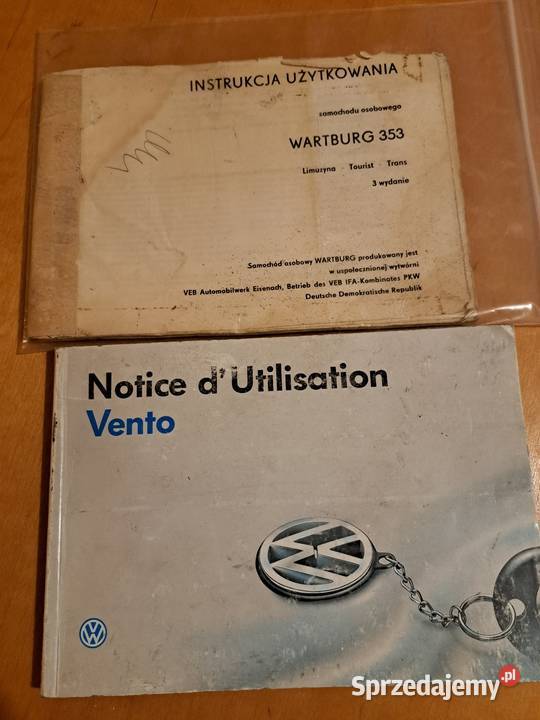 INSTRUKCJA UŻYTKOWANIA
samochodu osobowego
WARTBURG 353
Limuzyna · Tourist · Trans
3 wydanie
Samochód osobowy WARTBURG produkowany jest
w uspołecznionej wytwórni
VEB Automobilwerk Eisenach, Betrieb des VEB IFA-Kombinates PKW
Deutsche Demokratische Republik
Notice d'Utilisation
Vento
Sprzedajemy.pl